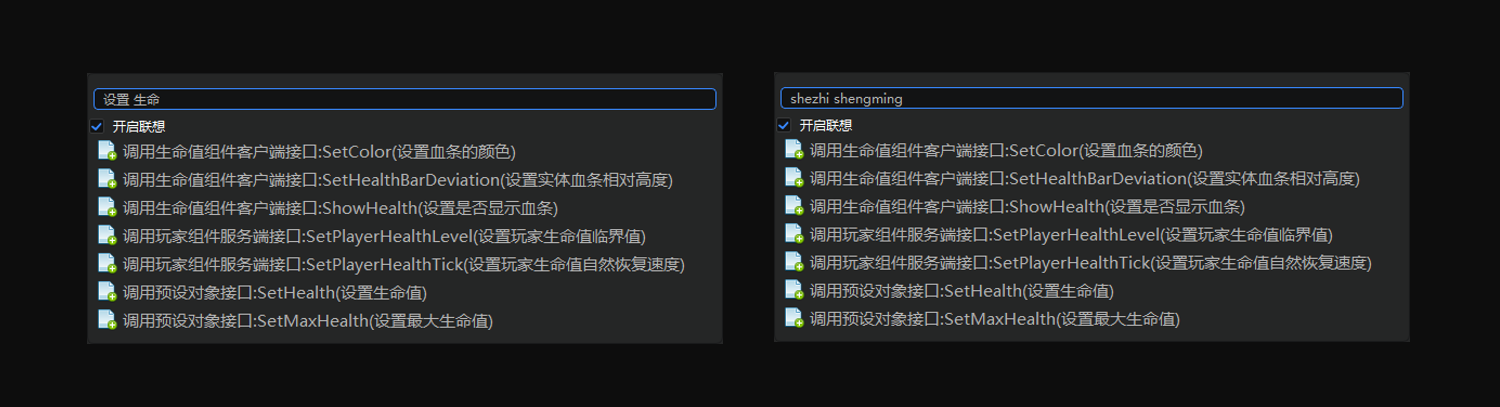 设置 生命
开启联想
调用生命值组件客户端接口:SetColor(设置血条的颜色)
调用生命值组件客户端接口:SetHealthBarDeviation(设置实体血条相对高度)
调用生命值组件客户端接口:ShowHealth(设置是否显示血条)
调用玩家组件服务端接口:SetPlayerHealthLevel(设置玩家生命值临界值)
调用玩家组件服务端接口:SetPlayerHealthTick(设置玩家生命值自然恢复速度)
调用预设对象接口:SetHealth(设置生命值)
调用预设对象接口:SetMaxHealth(设置最大生命值)
shezhi shengming
开启联想
调用生命值组件客户端接口:SetColor(设置血条的颜色)
调用生命值组件客户端接口:SetHealthBarDeviation(设置实体血条相对高度)
调用生命值组件客户端接口:ShowHealth(设置是否显示血条)
调用玩家组件服务端接口:SetPlayerHealthLevel(设置玩家生命值临界值)
调用玩家组件服务端接口:SetPlayerHealthTick(设置玩家生命值自然恢复速度)
调用预设对象接口:SetHealth(设置生命值)
调用预设对象接口:SetMaxHealth(设置最大生命值)